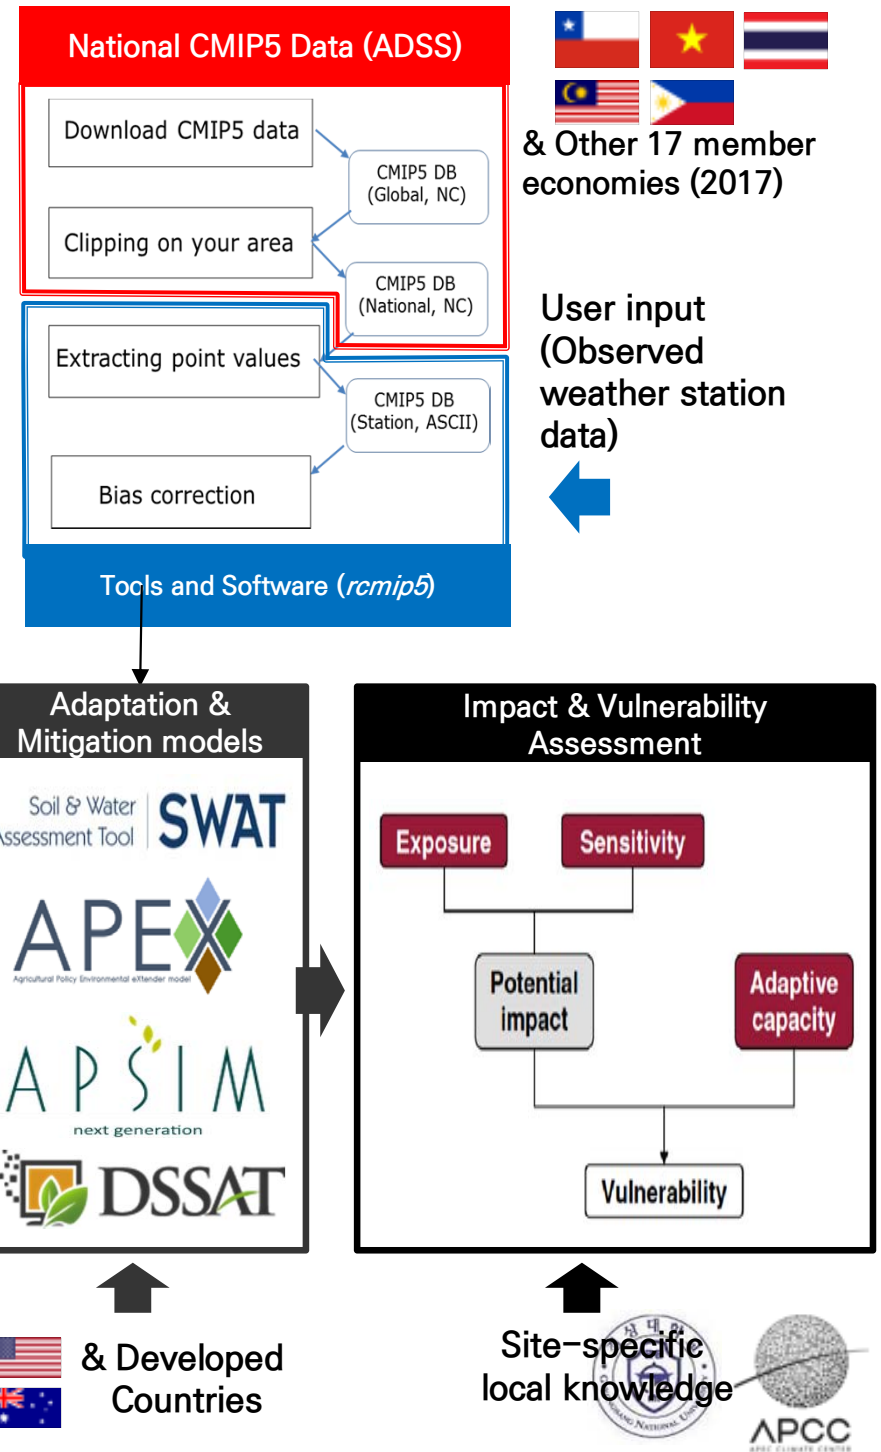 National CMIP5 Data (ADSS)
Download CMIP5 data
CMIP5 DB
(Global, NC)
Clipping on your area
CMIP5 DB
(National, NC)
Extracting point values
CMIP5 DB
(Station, ASCII)
Bias correction
Tools and Software (rcmip5)
& Other 17 member
economies (2017)
User input
(Observed
weather station
data)
Adaptation &
Mitigation models
Soil & Water
Assessment Tool
SWAT
APEX
Agricultural Policy Environmental eXtender model
APSIM
next generation
DSSAT
Impact & Vulnerability
Assessment
Exposure
Sensitivity
Potential
impact
Adaptive
capacity
Vulnerability
& Developed
Countries
Site-specific
local knowledge
NATIONAL
APCC
APEC CLIMATE CENTER